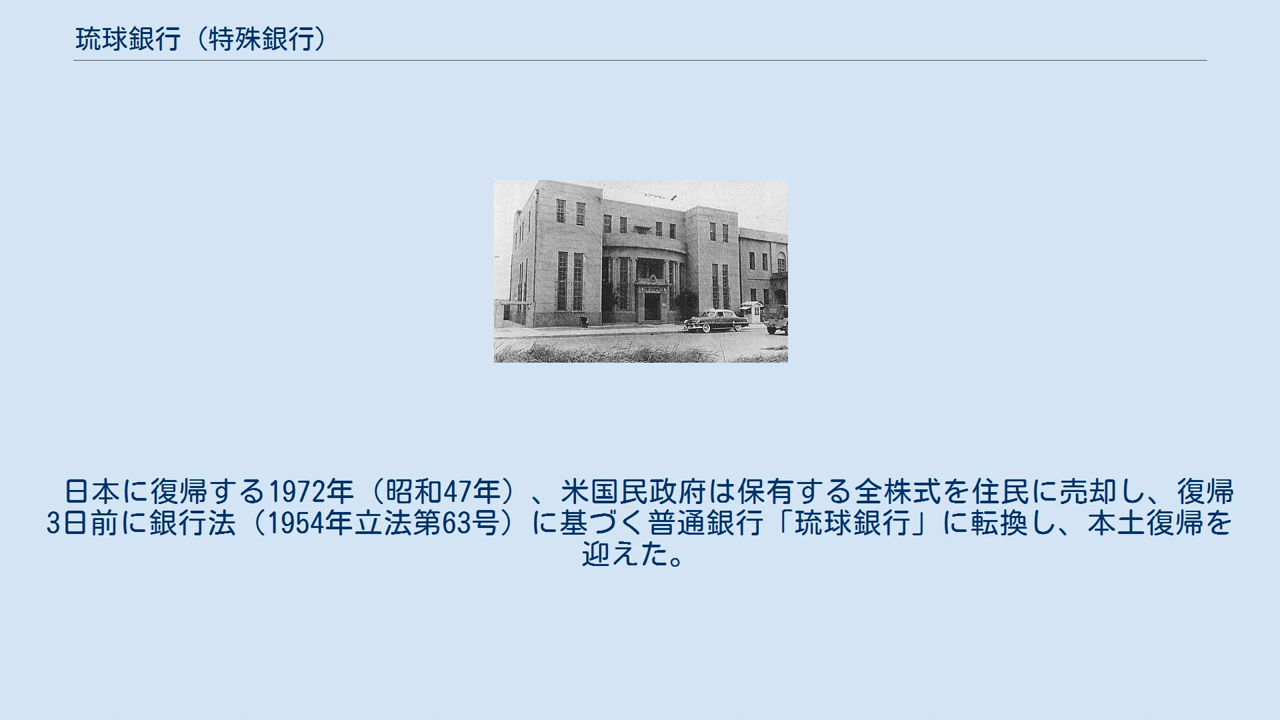 琉球銀行（特殊銀行）
日本に復帰する1972年（昭和47年）、米国民政府は保有する全株式を住民に売却し、復帰
3日前に銀行法（1954年立法第63号）に基づく普通銀行「琉球銀行」に転換し、本土復帰を
迎えた。